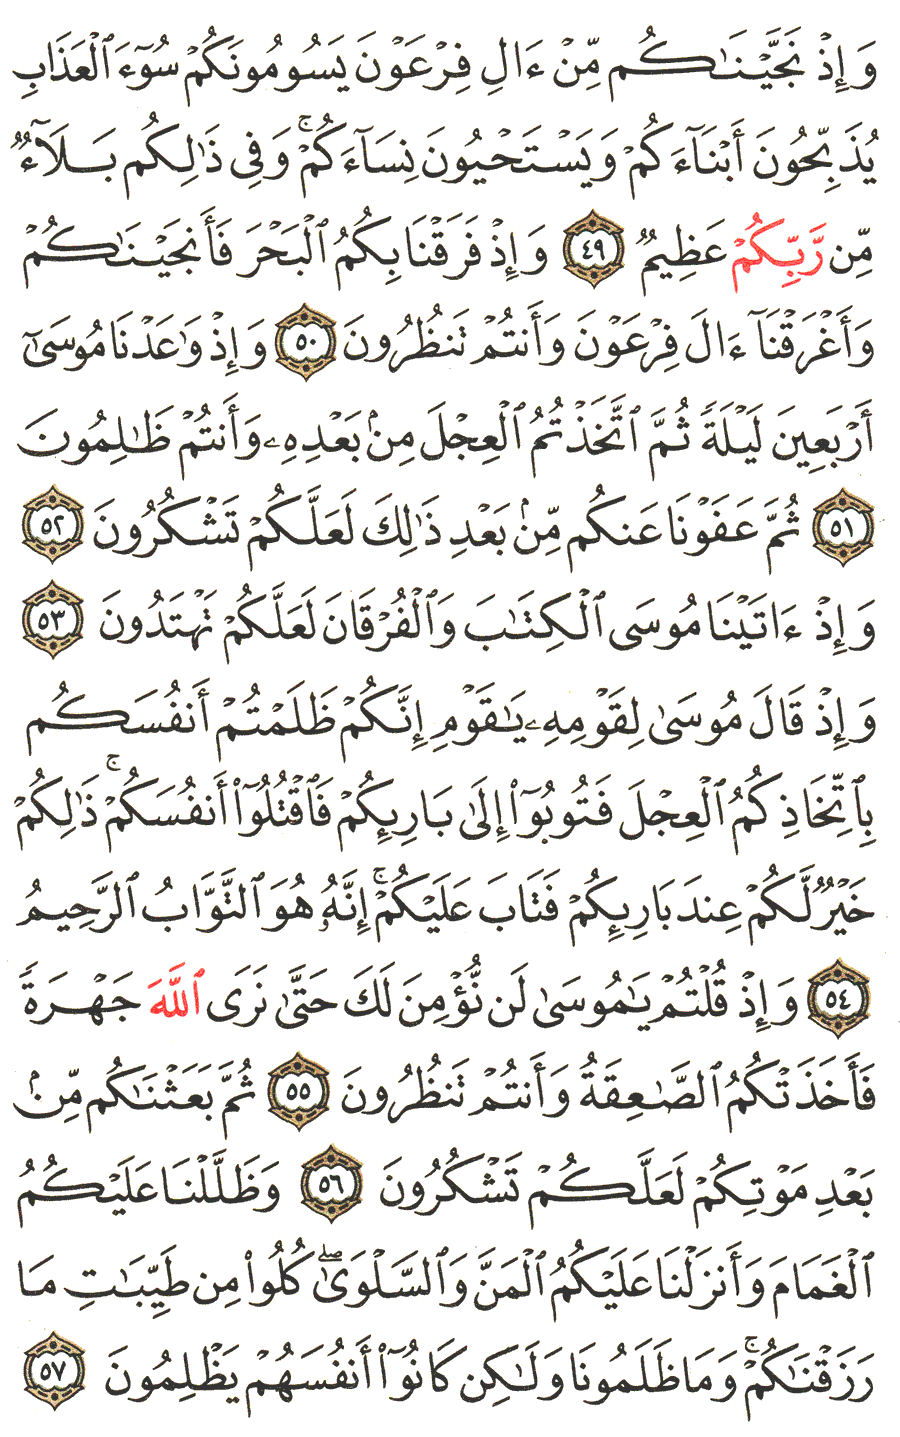 وَإِذْ نَجَّيْنَٰكُم مِّنْ ءَالِ فِرْعَوْنَ يَسُومُونَكُمْ سُوٓءَ ٱلْعَذَابِ
يُذَبِّحُونَ أَبْنَآءَكُمْ وَيَسْتَحْيُونَ نِسَآءَكُمْ ۚ وَفِى ذَٰلِكُم بَلَآءٌ
مِّن رَّبِّكُمْ عَظِيمٌ ٤٩ وَإِذْ فَرَقْنَا بِكُمُ ٱلْبَحْرَ فَأَنجَيْنَٰكُمْ
وَأَغْرَقْنَآ ءَالَ فِرْعَوْنَ وَأَنتُمْ تَنظُرُونَ ٥٠ وَإِذْ وَٰعَدْنَا مُوسَىٰٓ
أَرْبَعِينَ لَيْلَةً ثُمَّ ٱتَّخَذْتُمُ ٱلْعِجْلَ مِنۢ بَعْدِهِۦ وَأَنتُمْ ظَٰلِمُونَ
٥١ ثُمَّ عَفَوْنَا عَنكُم مِّنۢ بَعْدِ ذَٰلِكَ لَعَلَّكُمْ تَشْكُرُونَ ٥٢
وَإِذْ ءَاتَيْنَا مُوسَى ٱلْكِتَٰبَ وَٱلْفُرْقَانَ لَعَلَّكُمْ تَهْتَدُونَ ٥٣
وَإِذْ قَالَ مُوسَىٰ لِقَوْمِهِۦ يَٰقَوْمِ إِنَّكُمْ ظَلَمْتُمْ أَنفُسَكُم
بِٱتِّخَاذِكُمُ ٱلْعِجْلَ فَتُوبُوٓا۟ إِلَىٰ بَارِئِكُمْ فَٱقْتُلُوٓا۟ أَنفُسَكُمْ ۚ ذَٰلِكُمْ
خَيْرٌ لَّكُمْ عِندَ بَارِئِكُمْ فَتَابَ عَلَيْكُمْ ۚ إِنَّهُۥ هُوَ ٱلتَّوَّابُ ٱلرَّحِيمُ
٥٤ وَإِذْ قُلْتُمْ يَٰمُوسَىٰ لَن نُّؤْمِنَ لَكَ حَتَّىٰ نَرَى ٱللَّهَ جَهْرَةً
فَأَخَذَتْكُمُ ٱلصَّٰعِقَةُ وَأَنتُمْ تَنظُرُونَ ٥٥ ثُمَّ بَعَثْنَٰكُم مِّنۢ
بَعْدِ مَوْتِكُمْ لَعَلَّكُمْ تَشْكُرُونَ ٥٦ وَظَلَّلْنَا عَلَيْكُمُ
ٱلْغَمَامَ وَأَنزَلْنَا عَلَيْكُمُ ٱلْمَنَّ وَٱلسَّلْوَىٰ ۖ كُلُوا۟ مِن طَيِّبَٰتِ مَا
رَزَقْنَٰكُمْ ۚ وَمَا ظَلَمُونَا وَلَٰكِن كَانُوٓا۟ أَنفُسَهُمْ يَظْلِمُونَ ٥٧